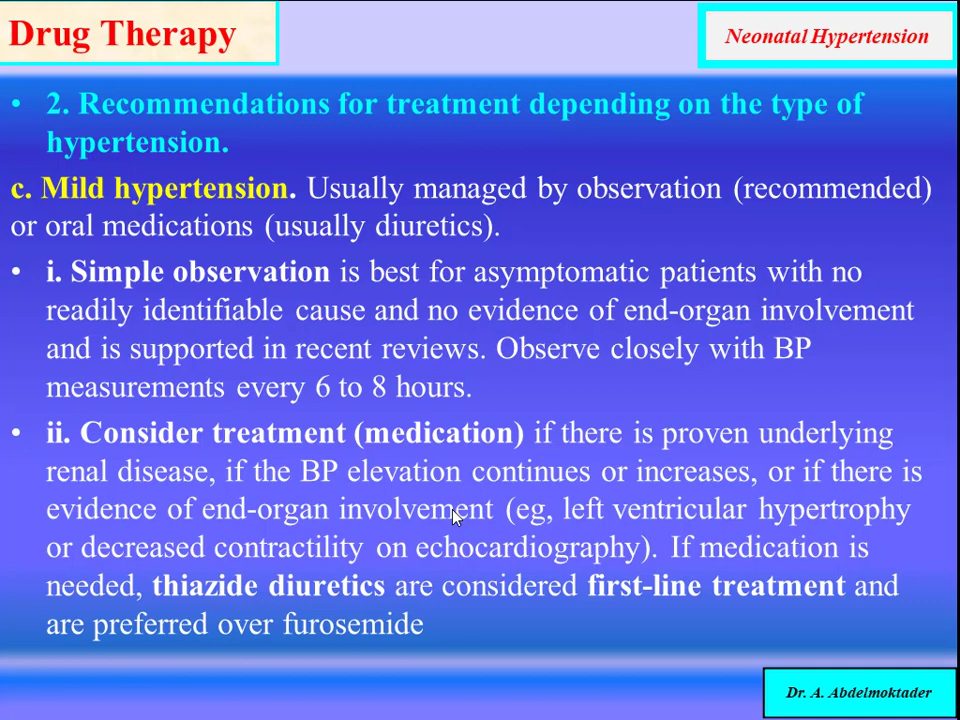 Drug Therapy
Neonatal Hypertension
• 2. Recommendations for treatment depending on the type of
hypertension.
c. Mild hypertension. Usually managed by observation (recommended)
or oral medications (usually diuretics).
• i. Simple observation is best for asymptomatic patients with no
readily identifiable cause and no evidence of end-organ involvement
and is supported in recent reviews. Observe closely with BP
measurements every 6 to 8 hours.
• ii. Consider treatment (medication) if there is proven underlying
renal disease, if the BP elevation continues or increases, or if there is
evidence of end-organ involvement (eg, left ventricular hypertrophy
or decreased contractility on echocardiography). If medication is
needed, thiazide diuretics are considered first-line treatment and
are preferred over furosemide
Dr. A. Abdelmoktader